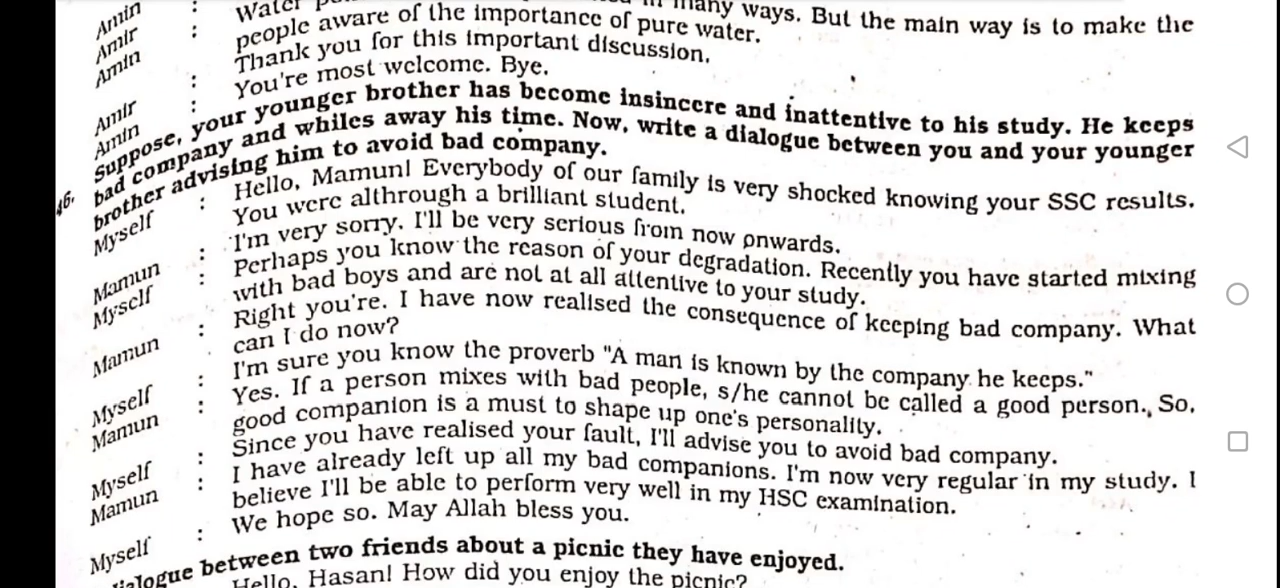 Amin : Water many ways. But the main way is to make the
people aware of the importance of pure water.
Amir : Thank you for this important discussion.
Amin : You're most welcome. Bye.
Amir :
Amin :
46. Suppose, your younger brother has become insincere and inattentive to his study. He keeps
bad company and whiles away his time. Now, write a dialogue between you and your younger
brother advising him to avoid bad company.
Myself : Hello, Mamun! Everybody of our family is very shocked knowing your SSC results.
You were althrough a brilliant student.
Mamun : I'm very sorry. I'll be very serious from now onwards.
Myself : Perhaps you know the reason of your degradation. Recently you have started mixing
with bad boys and are not at all attentive to your study.
Mamun : Right you're. I have now realised the consequence of keeping bad company. What
can I do now?
Myself : I'm sure you know the proverb "A man is known by the company he keeps."
Mamun : Yes. If a person mixes with bad people, s/he cannot be called a good person. So,
good companion is a must to shape up one's personality.
Myself : Since you have realised your fault, I'll advise you to avoid bad company.
Mamun : I have already left up all my bad companions. I'm now very regular in my study. I
believe I'll be able to perform very well in my HSC examination.
Myself : We hope so. May Allah bless you.
dialogue between two friends about a picnic they have enjoyed.
Hello, Hasan! How did you enjoy the picnic?